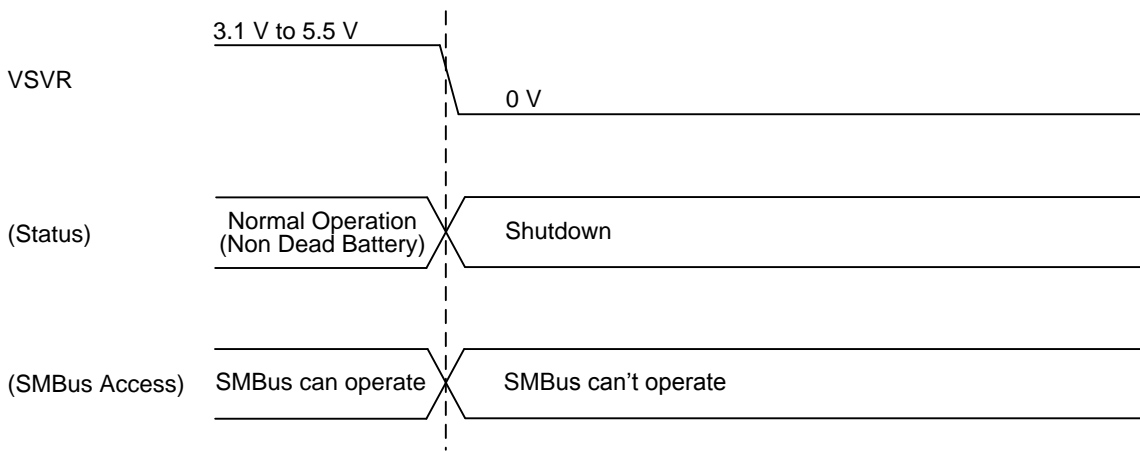 3.1 V to 5.5 V
VSVR
0 V
Normal Operation
(Non Dead Battery)
(Status)
Shutdown
(SMBus Access)
SMBus can operate
SMBus can't operate